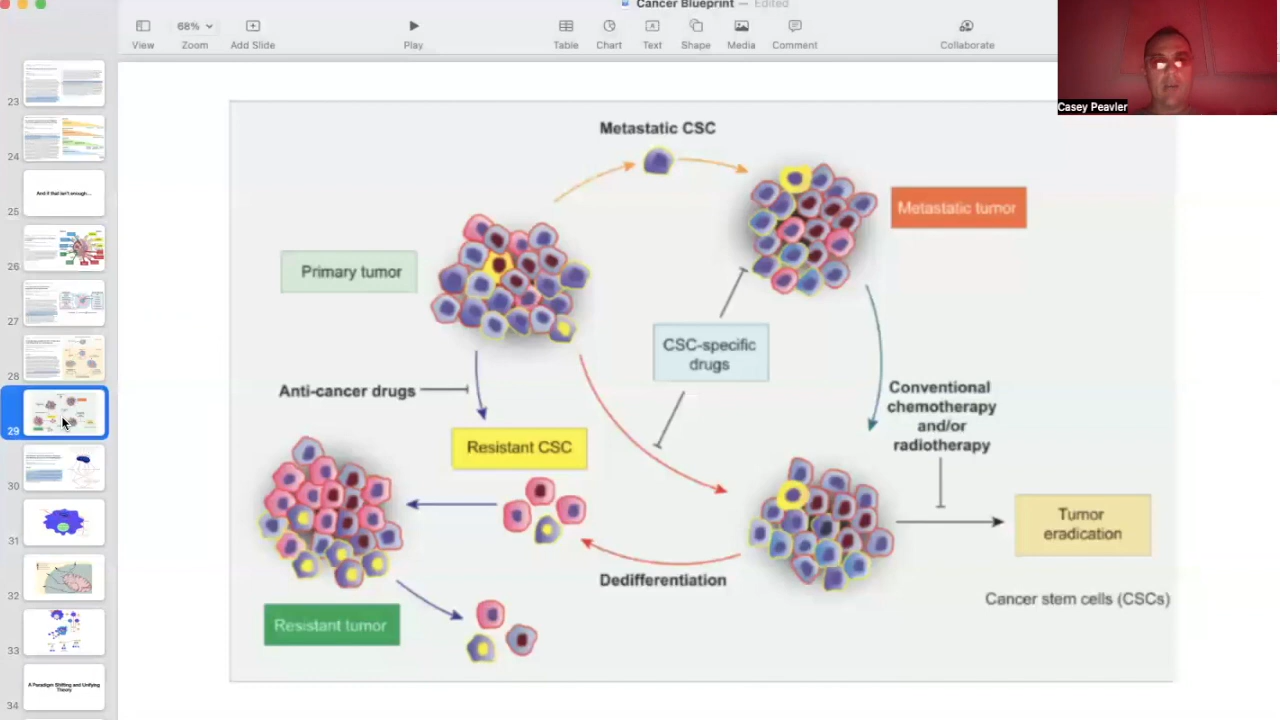 Cancer Blueprint — Edited
68%
View
Zoom
Add Slide
Play
Table
Chart
Text
Shape
Media
Comment
Collaborate
Casey Peavler
23
24
And if that isn't enough...
25
26
27
28
29
30
31
32
33
A Paradigm Shifting and Unifying
Theory
34
Metastatic CSC
Metastatic tumor
Primary tumor
CSC-specific
drugs
Anti-cancer drugs
Conventional
chemotherapy
and/or
radiotherapy
Resistant CSC
Tumor
eradication
Dedifferentiation
Cancer stem cells (CSCs)
Resistant tumor